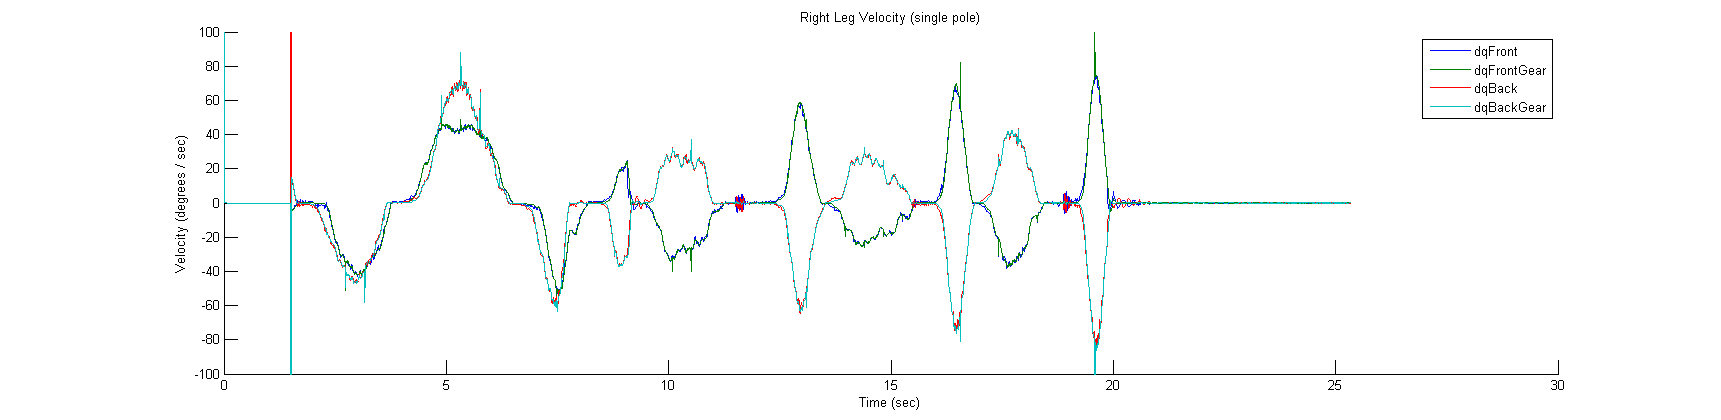 Right Leg Velocity (single pole)
100
80
60
40
20
0
-20
-40
-60
-80
-100
Velocity (degrees / sec)
dqFront
dqFrontGear
dqBack
dqBackGear
0 5 10 15 20 25 30
Time (sec)